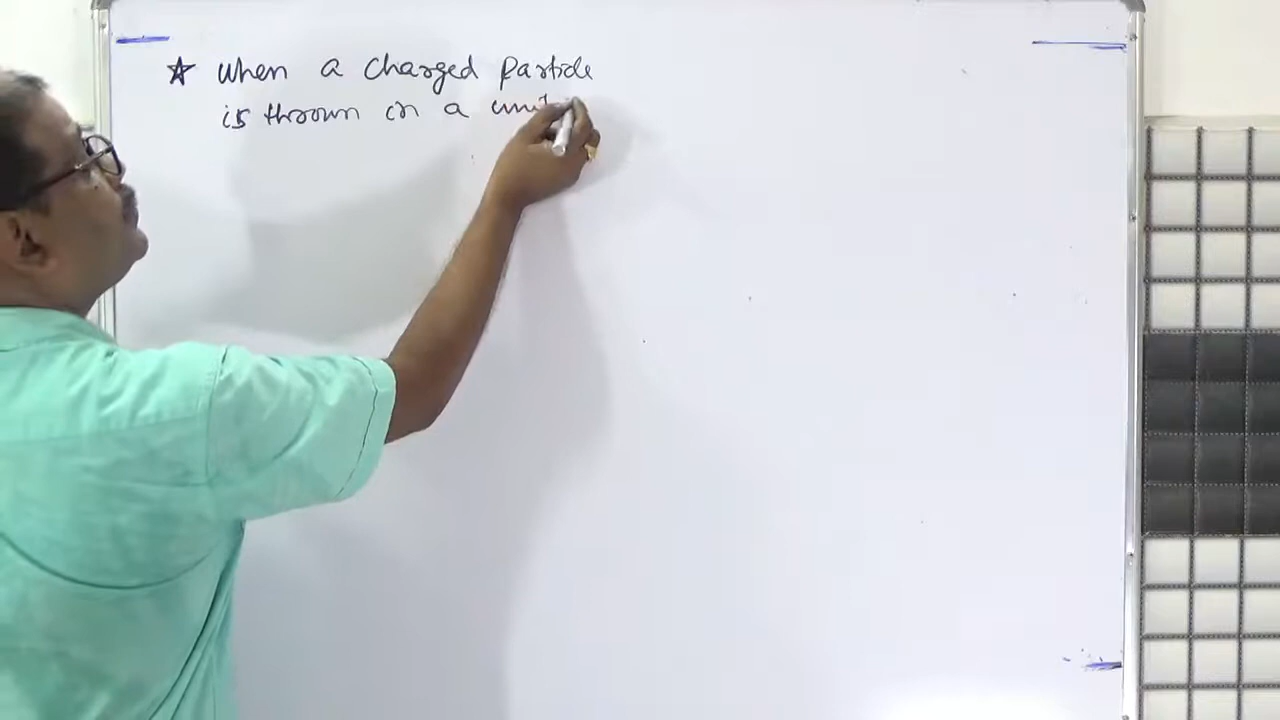 ★ When a charged particle
is thrown in a unif